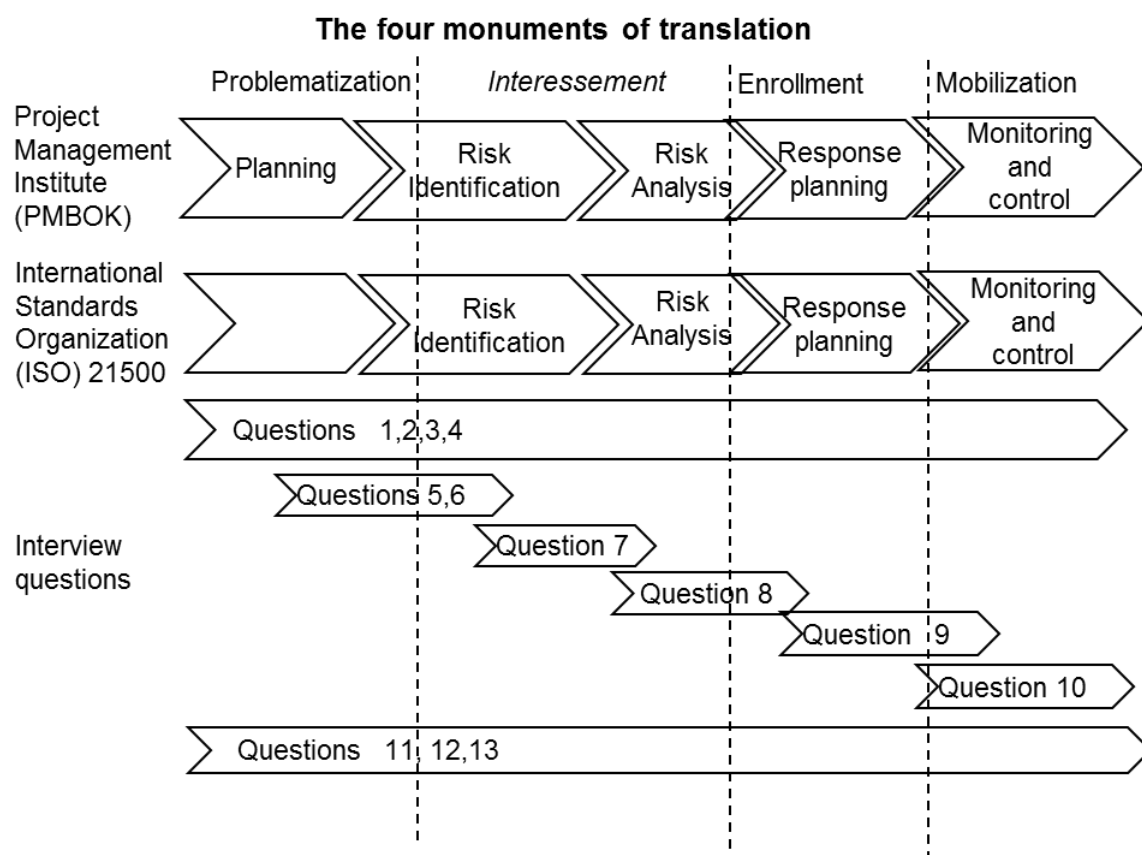 The four monuments of translation
Problematization
Interessement
Enrollment
Mobilization
Project
Management
Institute
(PMBOK)
Planning
Risk
Identification
Risk
Analysis
Response
planning
Monitoring
and
control
International
Standards
Organization
(ISO) 21500
Risk
Identification
Risk
Analysis
Response
planning
Monitoring
and
control
Interview
questions
Questions 1,2,3,4
Questions 5,6
Question 7
Question 8
Question 9
Question 10
Questions 11, 12,13